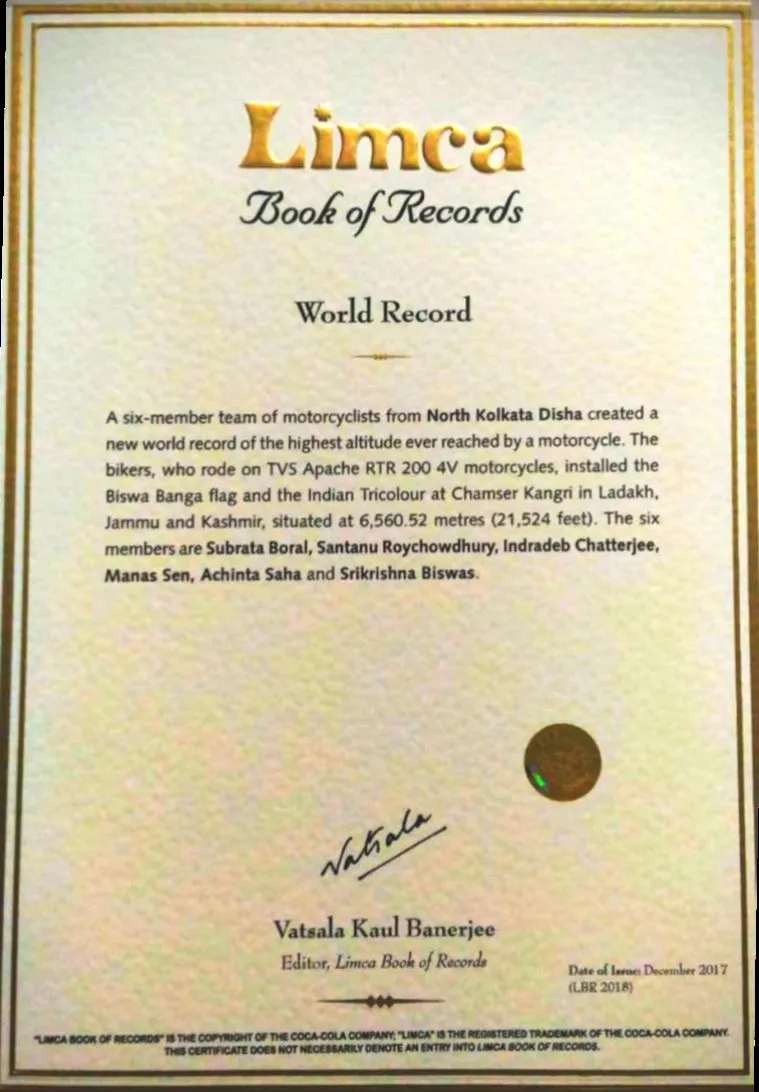 Limca
Book of Records
World Record
A six-member team of motorcyclists from North Kolkata Disha created a
new world record of the highest altitude ever reached by a motorcycle. The
bikers, who rode on TVS Apache RTR 200 4V motorcycles, installed the
Biswa Banga flag and the Indian Tricolour at Chamser Kangri in Ladakh,
Jammu and Kashmir, situated at 6,560.52 metres (21,524 feet). The six
members are Subrata Boral, Santanu Roychowdhury, Indradeb Chatterjee,
Manas Sen, Achinta Saha and Srikrishna Biswas.
Vatsala
Vatsala Kaul Banerjee
Editor, Limca Book of Records
Date of Issue: December 2017
(LBR 2018)
"LIMCA BOOK OF RECORDS" IS THE COPYRIGHT OF THE COCA-COLA COMPANY; "LIMCA" IS THE REGISTERED TRADEMARK OF THE COCA-COLA COMPANY.
THIS CERTIFICATE DOES NOT NECESSARILY DENOTE AN ENTRY INTO LIMCA BOOK OF RECORDS.